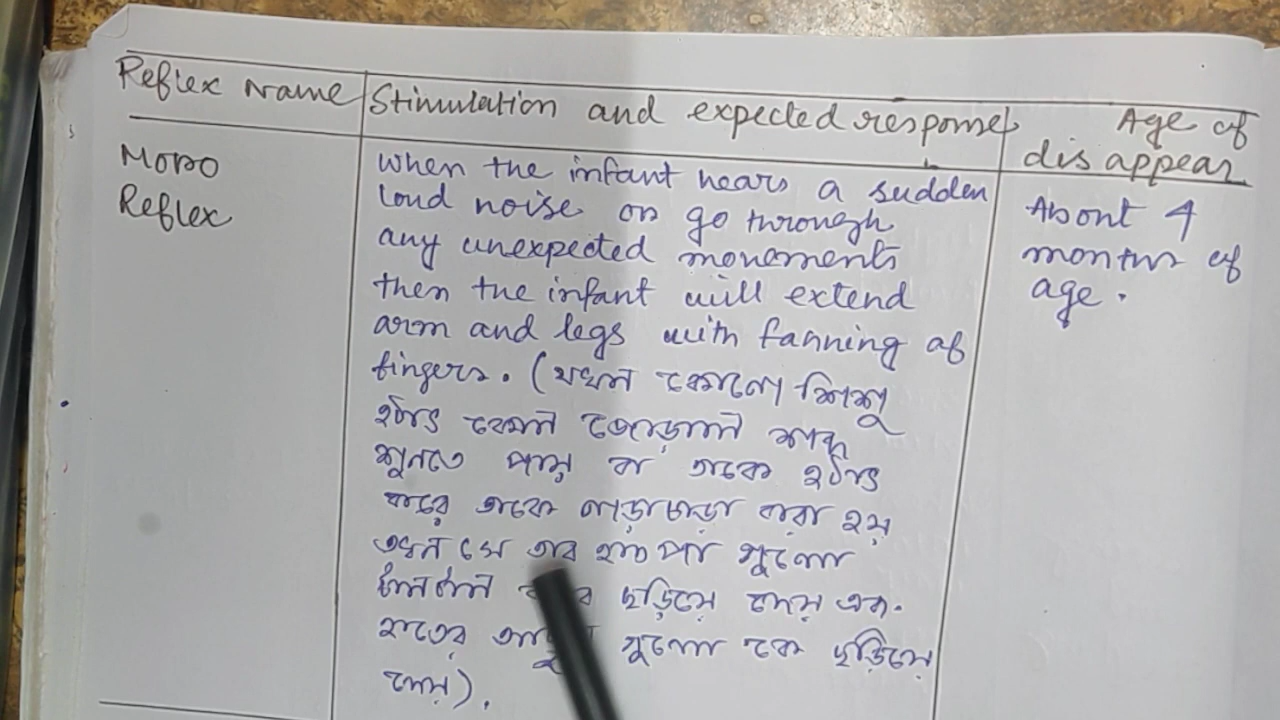 Reflex Name
Stimulation and expected response
Age of
disappear
Moro
Reflex
When the infant hears a sudden
loud noise or go through
any unexpected movements
then the infant will extend
arm and legs with fanning of
fingers. (যখন কোনো শিশু
হঠাৎ কোন জোড়ালো শব্দ
শুনতে পায় বা তাকে হঠাৎ
করে তাকে নাড়াচাড়া করা হয়
তখন সে তার হাত পা গুলো
টানটান ছড়িয়ে দেয় এবং
হাতের গুলো কে ছড়িয়ে
দেয়).
About 4
months of
age.